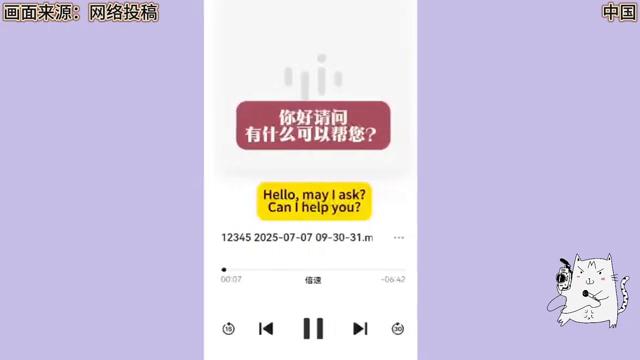 画面来源：网络投稿
中国
你好请问
有什么可以帮您？
Hello, may I ask?
Can I help you?
12345 2025-07-07 09-30-31.m
00:07
倍速
-06:42
15
30